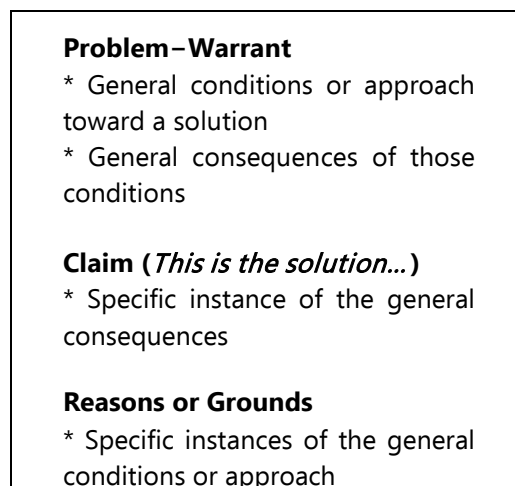 Problem–Warrant
* General conditions or approach
toward a solution
* General consequences of those
conditions
Claim (This is the solution...)
* Specific instance of the general
consequences
Reasons or Grounds
* Specific instances of the general
conditions or approach